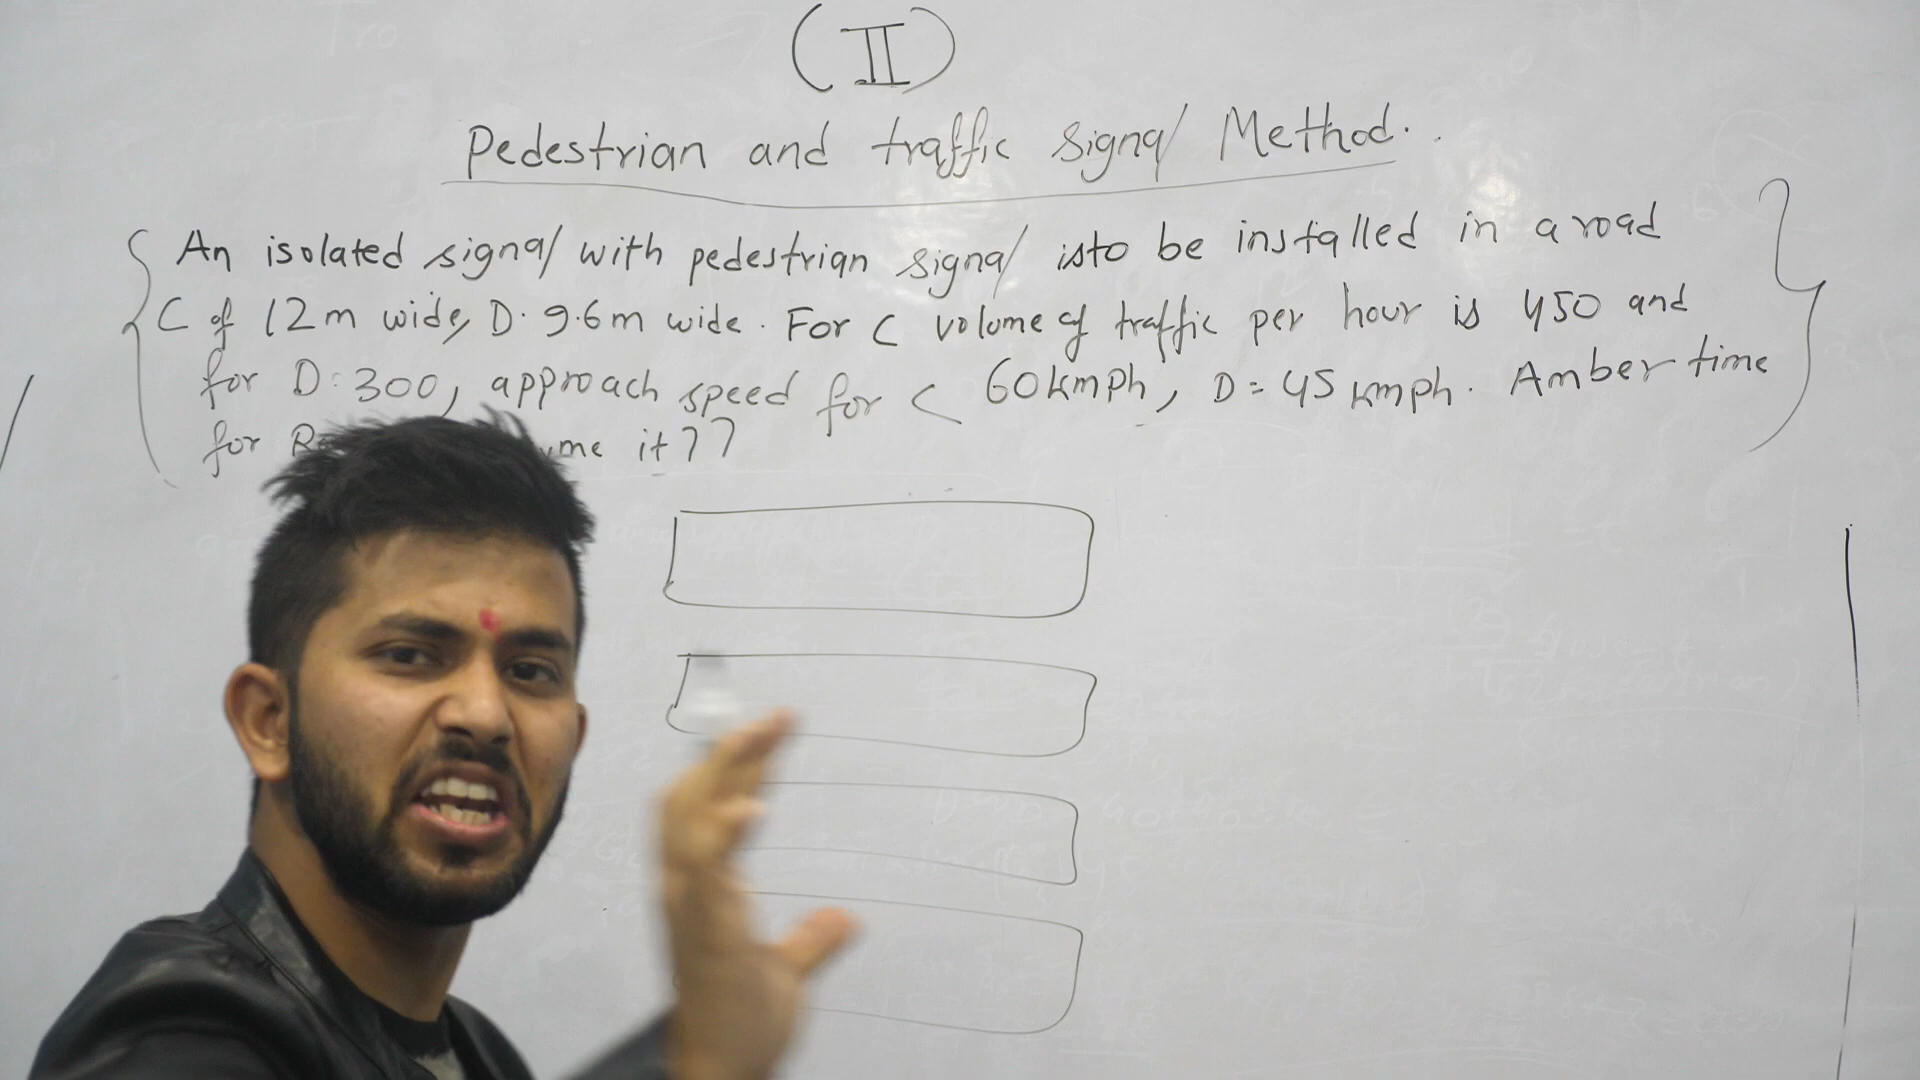 (II)
Pedestrian and traffic signal Method.
An isolated signal with pedestrian signal is to be installed in a road
C of 12m wide, D. 9.6m wide. For C volume of traffic per hour is 450 and
for D = 300, approach speed for C 60 kmph, D = 45 kmph. Amber time
for it??